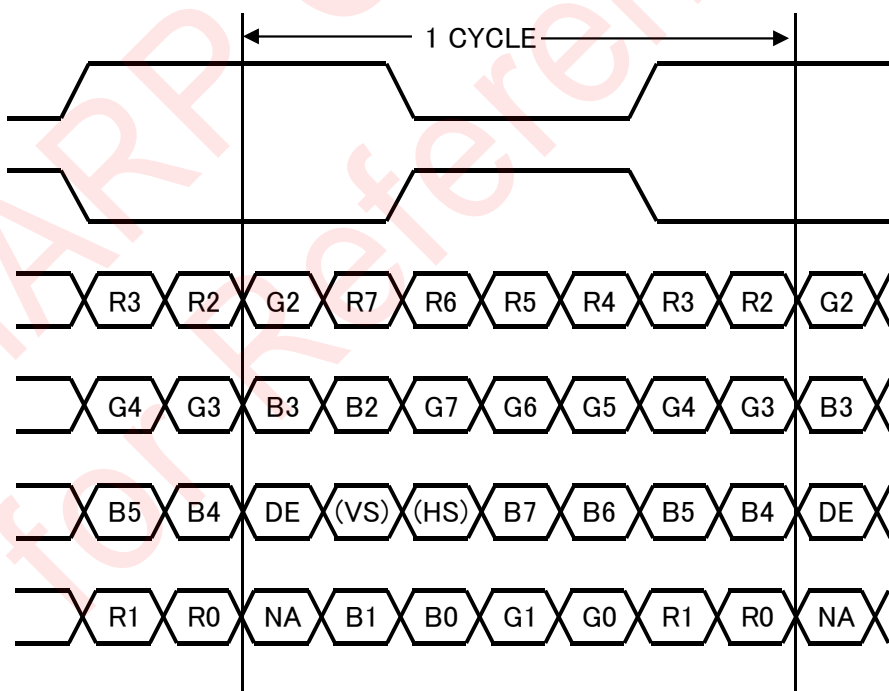 1 CYCLE
R3 R2 G2 R7 R6 R5 R4 R3 R2 G2
G4 G3 B3 B2 G7 G6 G5 G4 G3 B3
B5 B4 DE (VS) (HS) B7 B6 B5 B4 DE
R1 R0 NA B1 B0 G1 G0 R1 R0 NA
for Referen